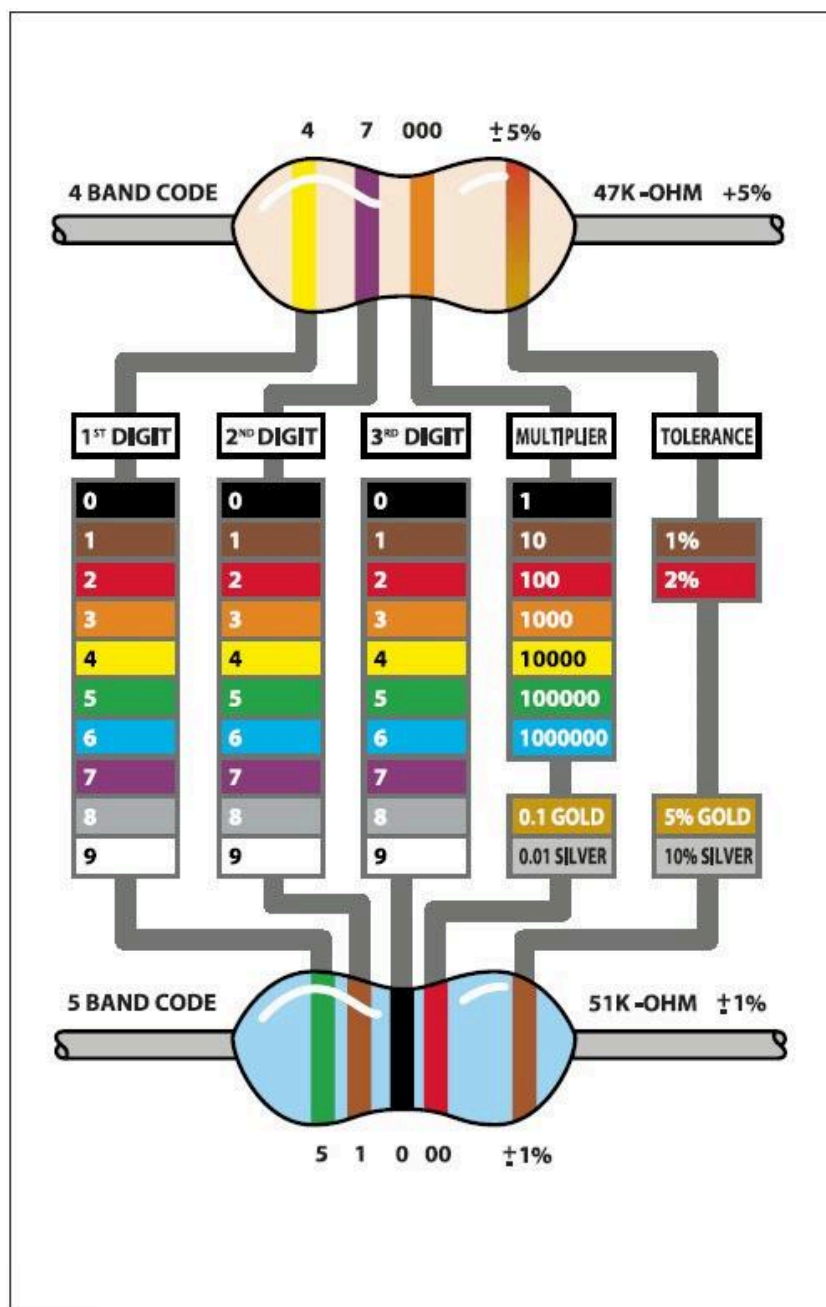 4 7 000 ±5%
4 BAND CODE 47K-OHM +5%
1ST DIGIT 2ND DIGIT 3RD DIGIT MULTIPLIER TOLERANCE
0 0 0 1
1 1 1 10 1%
2 2 2 100 2%
3 3 3 1000
4 4 4 10000
5 5 5 100000
6 6 6 1000000
7 7 7
8 8 8 0.1 GOLD 5% GOLD
9 9 9 0.01 SILVER 10% SILVER
5 BAND CODE 51K-OHM ±1%
5 1 0 00 ±1%